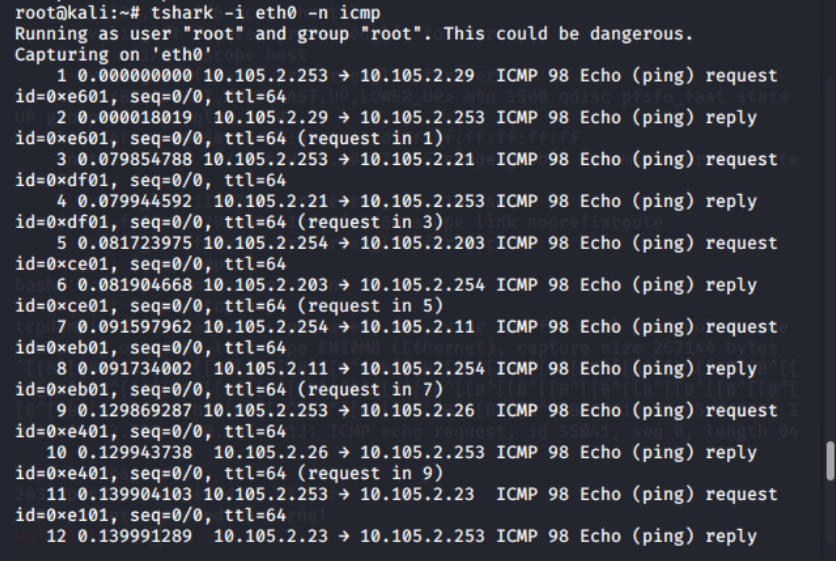 root@kali:~# tshark -i eth0 -n icmp
Running as user "root" and group "root". This could be dangerous.
Capturing on 'eth0'
1 0.000000000 10.105.2.253 → 10.105.2.29 ICMP 98 Echo (ping) request
id=0×e601, seq=0/0, ttl=64
2 0.000018019 10.105.2.29 → 10.105.2.253 ICMP 98 Echo (ping) reply
id=0×e601, seq=0/0, ttl=64 (request in 1)
3 0.079854788 10.105.2.253 → 10.105.2.21 ICMP 98 Echo (ping) request
id=0×df01, seq=0/0, ttl=64
4 0.079944592 10.105.2.21 → 10.105.2.253 ICMP 98 Echo (ping) reply
id=0×df01, seq=0/0, ttl=64 (request in 3)
5 0.081723975 10.105.2.254 → 10.105.2.203 ICMP 98 Echo (ping) request
id=0×ce01, seq=0/0, ttl=64
6 0.081904668 10.105.2.203 → 10.105.2.254 ICMP 98 Echo (ping) reply
id=0×ce01, seq=0/0, ttl=64 (request in 5)
7 0.091597962 10.105.2.254 → 10.105.2.11 ICMP 98 Echo (ping) request
id=0×eb01, seq=0/0, ttl=64
8 0.091734002 10.105.2.11 → 10.105.2.254 ICMP 98 Echo (ping) reply
id=0×eb01, seq=0/0, ttl=64 (request in 7)
9 0.129869287 10.105.2.253 → 10.105.2.26 ICMP 98 Echo (ping) request
id=0×e401, seq=0/0, ttl=64
10 0.129943738 10.105.2.26 → 10.105.2.253 ICMP 98 Echo (ping) reply
id=0×e401, seq=0/0, ttl=64 (request in 9)
11 0.139904103 10.105.2.253 → 10.105.2.23 ICMP 98 Echo (ping) request
id=0×e101, seq=0/0, ttl=64
12 0.139991289 10.105.2.23 → 10.105.2.253 ICMP 98 Echo (ping) reply